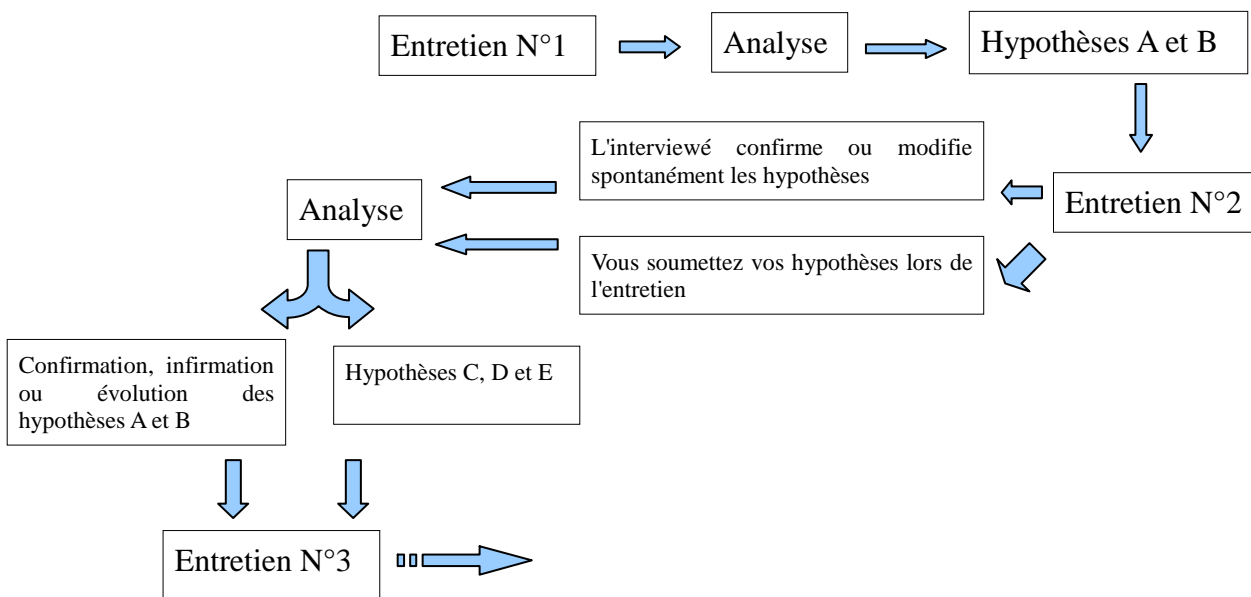 Entretien N°1
Analyse
Hypothèses A et B
L'interviewé confirme ou modifie
spontanément les hypothèses
Analyse
Entretien N°2
Vous soumettez vos hypothèses lors de
l'entretien
Confirmation, infirmation
ou évolution des
hypothèses A et B
Hypothèses C, D et E
Entretien N°3